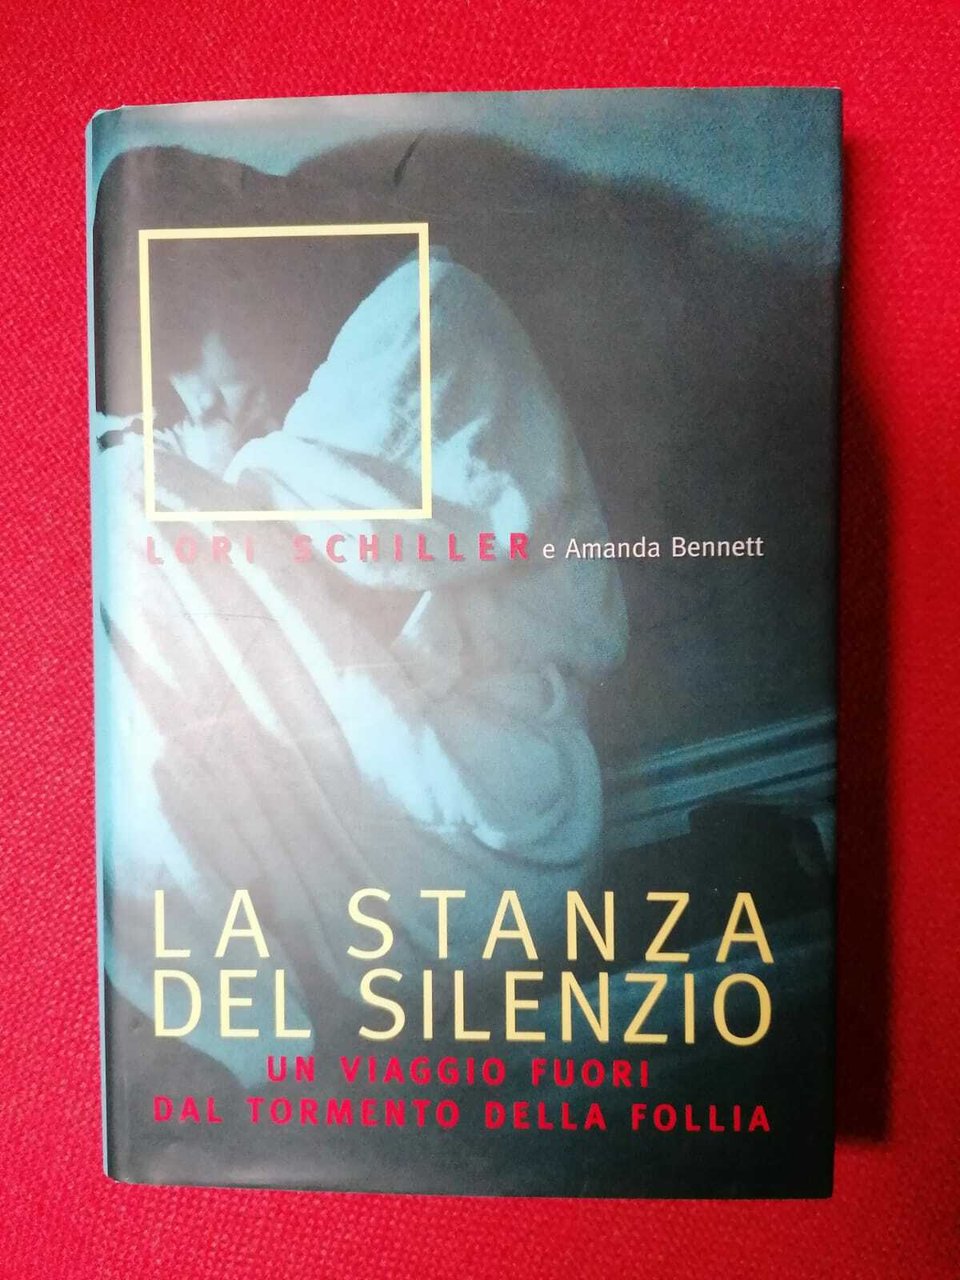 LORI SCHILLER e Amanda Bennett
LA STANZA
DEL SILENZIO
UN VIAGGIO FUORI
DAL TORMENTO DELLA FOLLIA